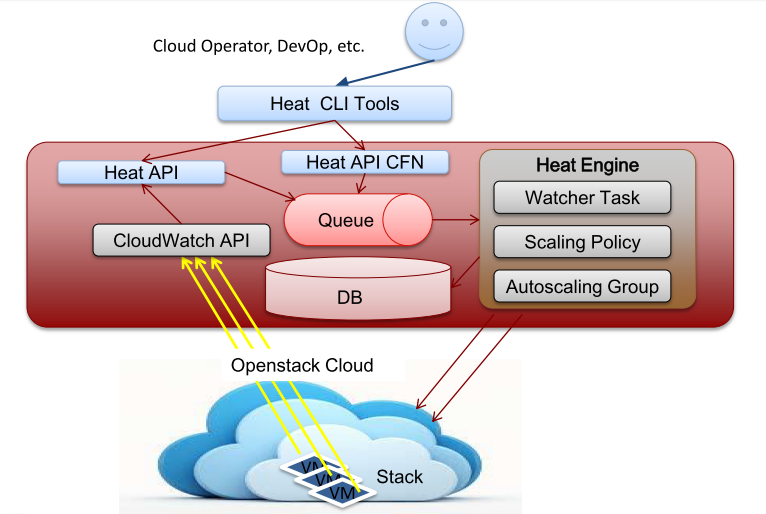 Cloud Operator, DevOp, etc.
Heat CLI Tools
Heat API
Heat API CFN
Heat Engine
Watcher Task
Queue
CloudWatch API
Scaling Policy
DB
Autoscaling Group
Openstack Cloud
VM
VM
VM
Stack